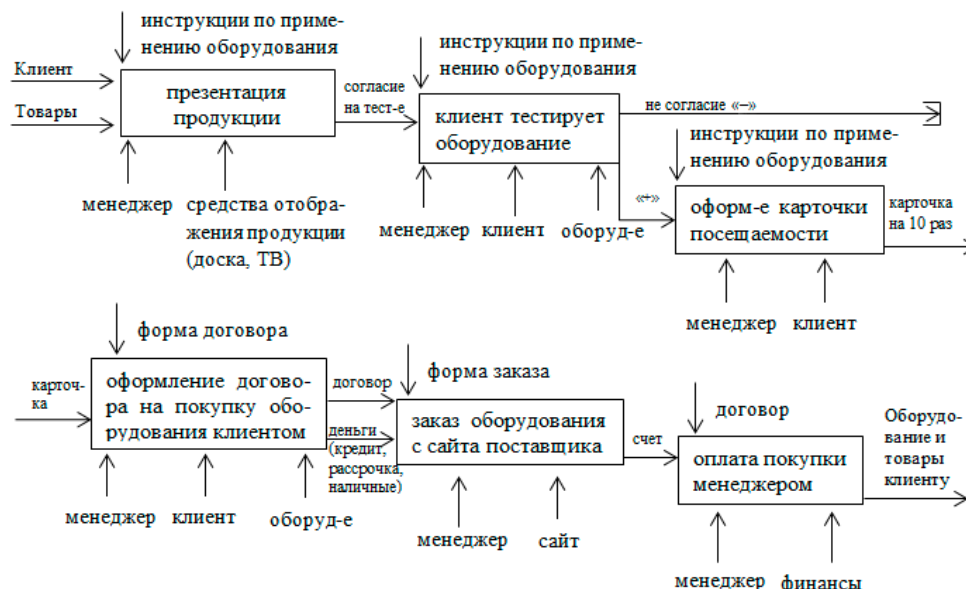 инструкции по приме-
нению оборудования
Клиент
Товары
презентация
продукции
согласие
на тест-е
менеджер
средства отобра-
жения продукции
(доска, ТВ)
инструкции по приме-
нению оборудования
клиент тестирует
оборудование
не согласие «–»
«+»
менеджер
клиент
оборуд-е
инструкции по приме-
нению оборудования
оформ-е карточки
посещаемости
карточка
на 10 раз
менеджер
клиент
форма договора
карточ-
ка
оформление догово-
ра на покупку обо-
рудования клиентом
договор
деньги
(кредит,
рассрочка,
наличные)
менеджер
клиент
оборуд-е
форма заказа
заказ оборудования
с сайта поставщика
счет
менеджер
сайт
договор
оплата покупки
менеджером
Оборудо-
вание и
товары
клиенту
менеджер
финансы